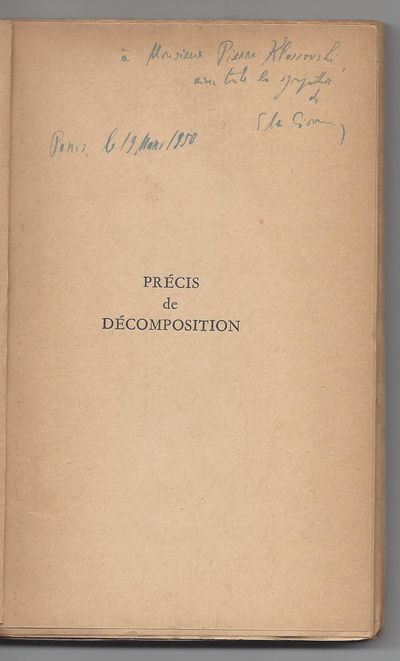 à Monsieur Pierre Klossowski,
avec toute la sympathie
de
Paris, le 19 Mars 1950
PRÉCIS
de
DÉCOMPOSITION